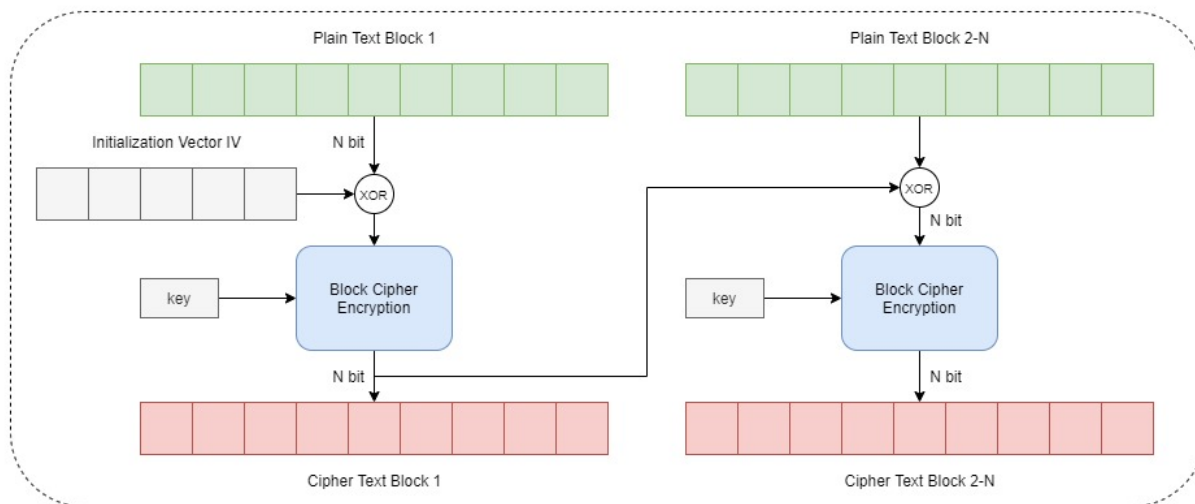 Plain Text Block 1
Plain Text Block 2-N
N bit
Initialization Vector IV
XOR
XOR
N bit
key
Block Cipher
Encryption
key
Block Cipher
Encryption
N bit
N bit
Cipher Text Block 1
Cipher Text Block 2-N